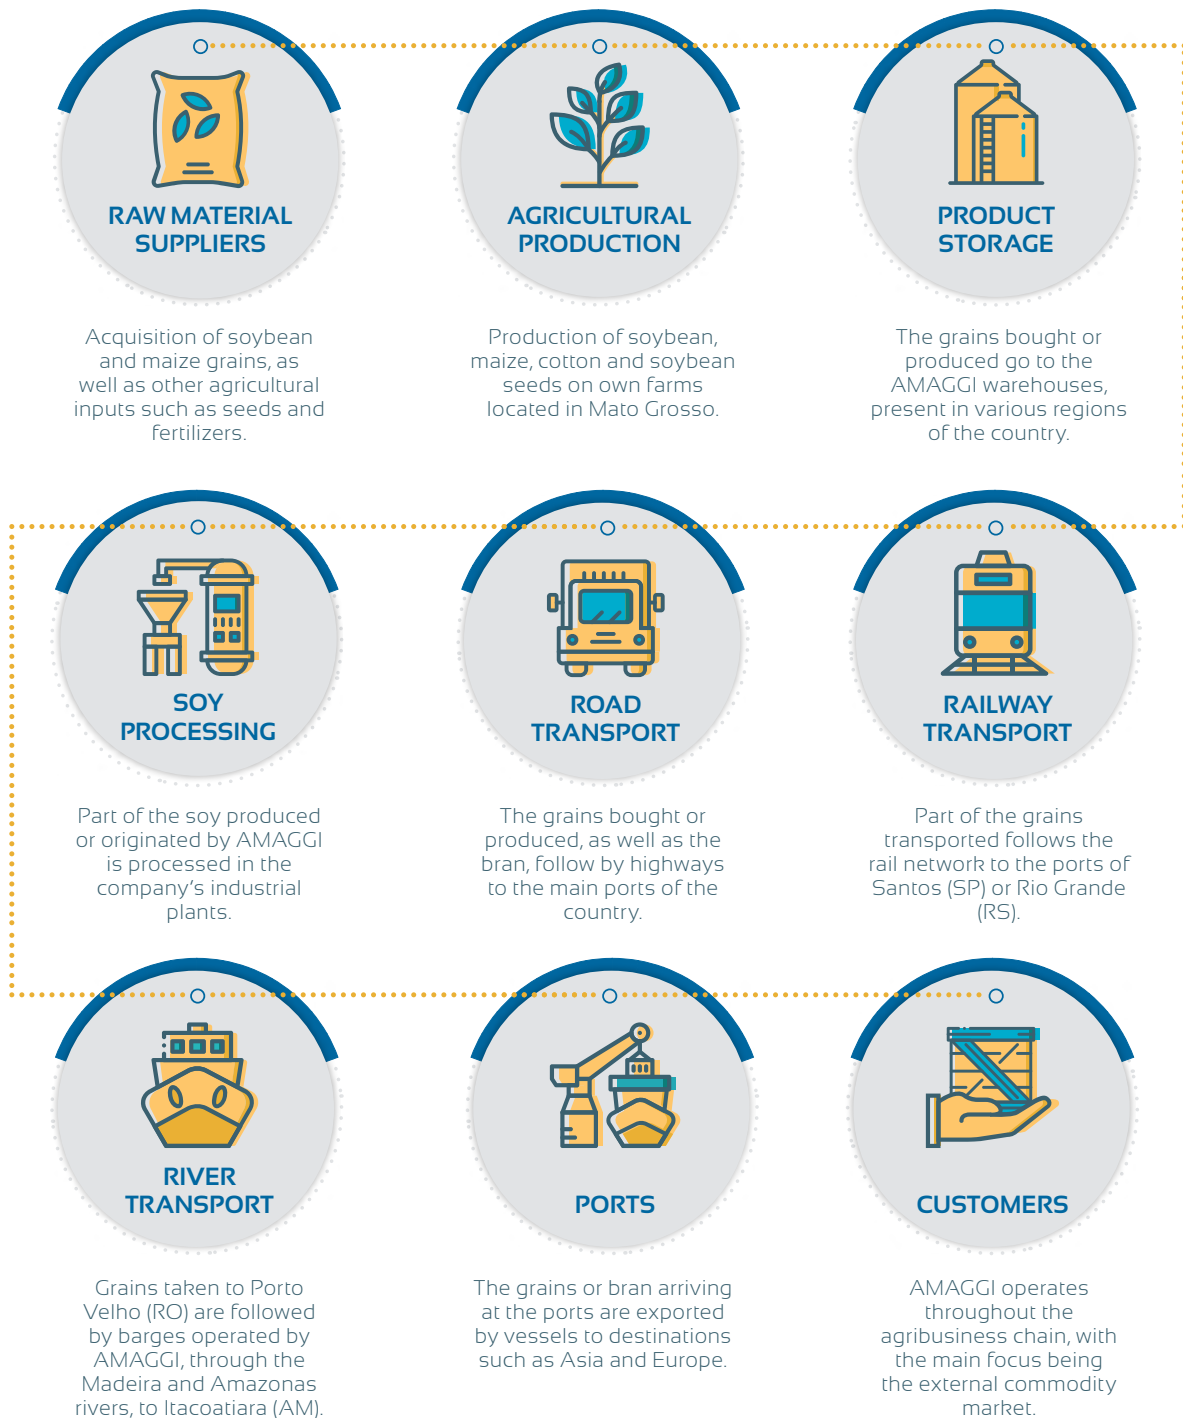 RAW MATERIAL
SUPPLIERS
Acquisition of soybean
and maize grains, as
well as other agricultural
inputs such as seeds and
fertilizers.
AGRICULTURAL
PRODUCTION
Production of soybean,
maize, cotton and soybean
seeds on own farms
located in Mato Grosso.
PRODUCT
STORAGE
The grains bought or
produced go to the
AMAGGI warehouses,
present in various regions
of the country.
SOY
PROCESSING
Part of the soy produced
or originated by AMAGGI
is processed in the
company's industrial
plants.
ROAD
TRANSPORT
The grains bought or
produced, as well as the
bran, follow by highways
to the main ports of the
country.
RAILWAY
TRANSPORT
Part of the grains
transported follows the
rail network to the ports of
Santos (SP) or Rio Grande
(RS).
RIVER
TRANSPORT
Grains taken to Porto
Velho (RO) are followed
by barges operated by
AMAGGI, through the
Madeira and Amazonas
rivers, to Itacoatiara (AM).
PORTS
The grains or bran arriving
at the ports are exported
by vessels to destinations
such as Asia and Europe.
CUSTOMERS
AMAGGI operates
throughout the
agribusiness chain, with
the main focus being
the external commodity
market.